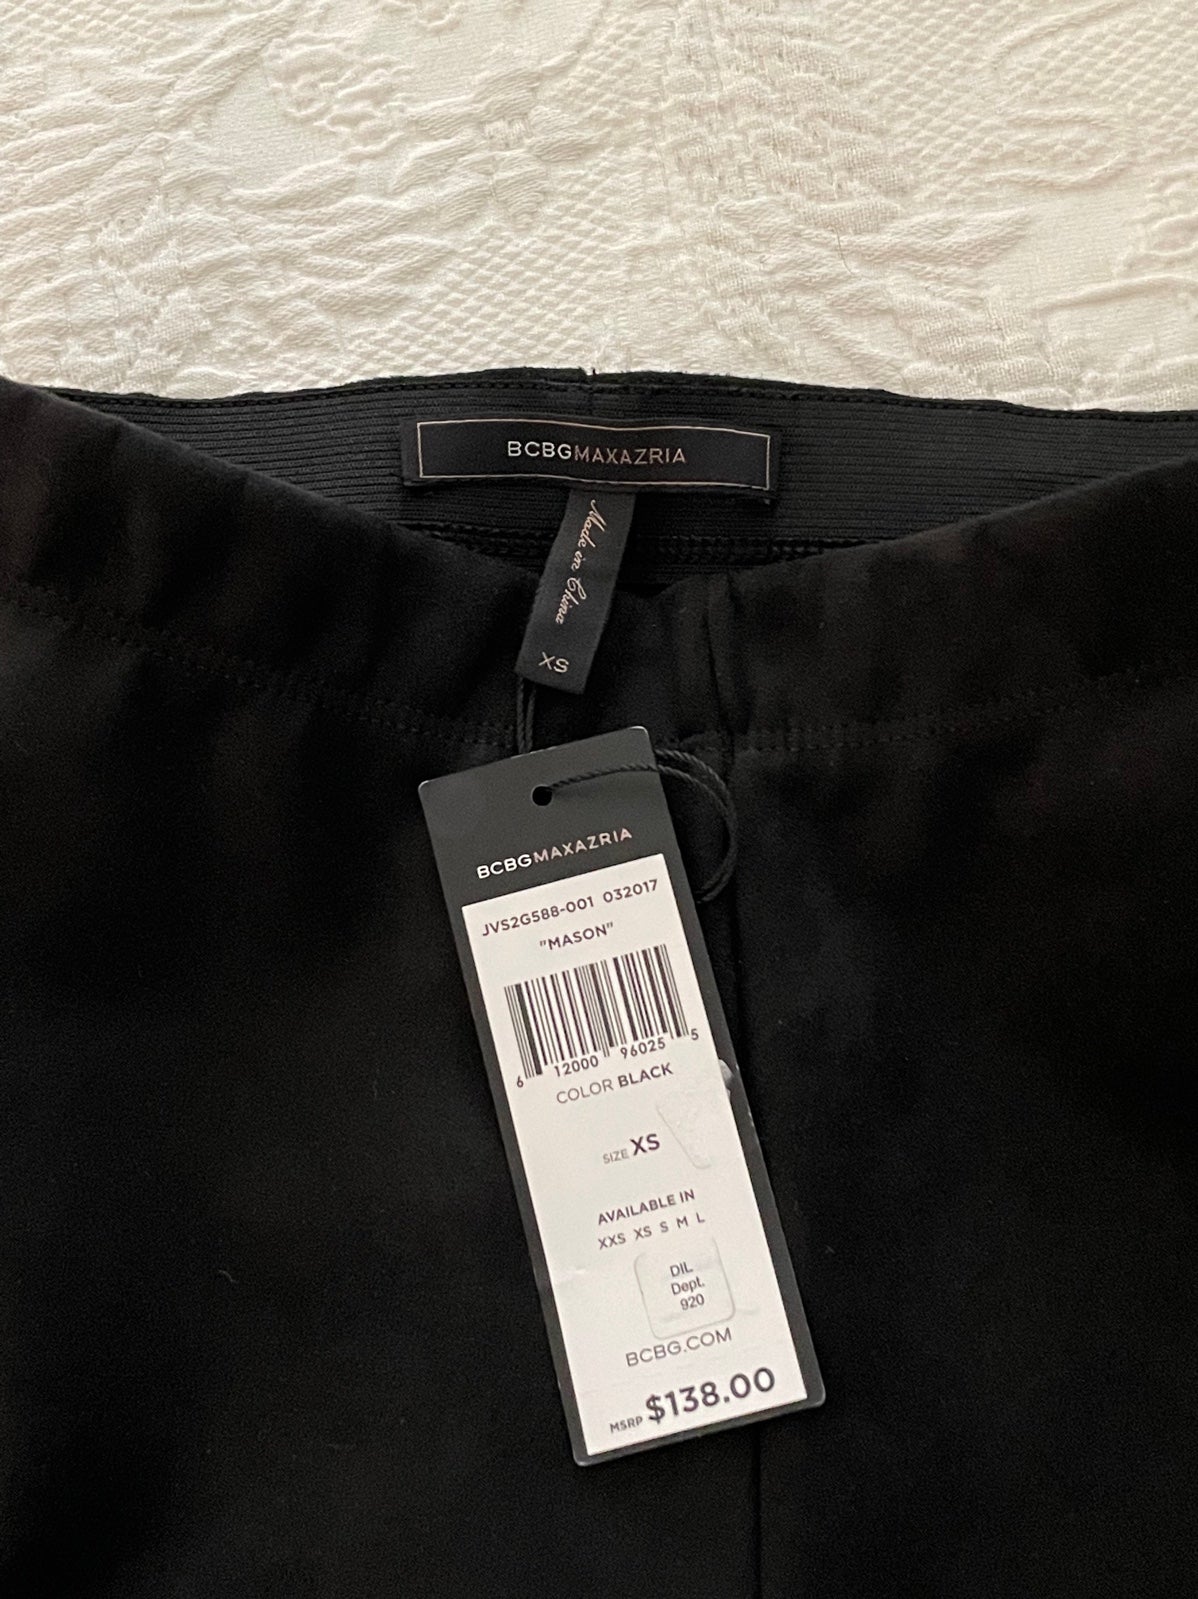 BCBGMAXAZRIA
Made in China
XS
BCBGMAXAZRIA
JVS2G588-001 032017
"MASON"
6 12000 96025 5
COLOR BLACK
SIZE XS
AVAILABLE IN
XXS XS S M L
DIL.
Dept.
920
BCBG.COM
MSRP $138.00